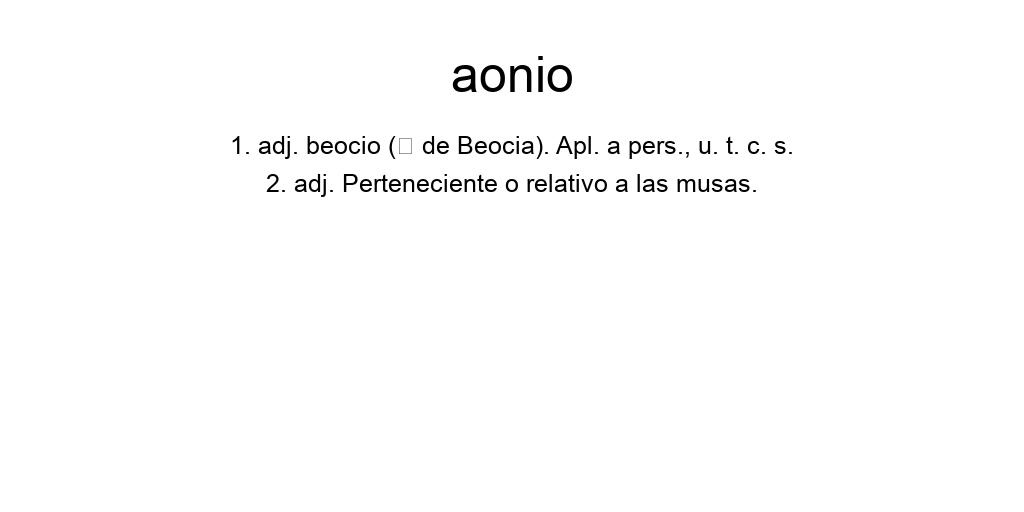 aonio
1. adj. beocio (▯ de Beocia). Apl. a pers., u. t. c. s.
2. adj. Perteneciente o relativo a las musas.